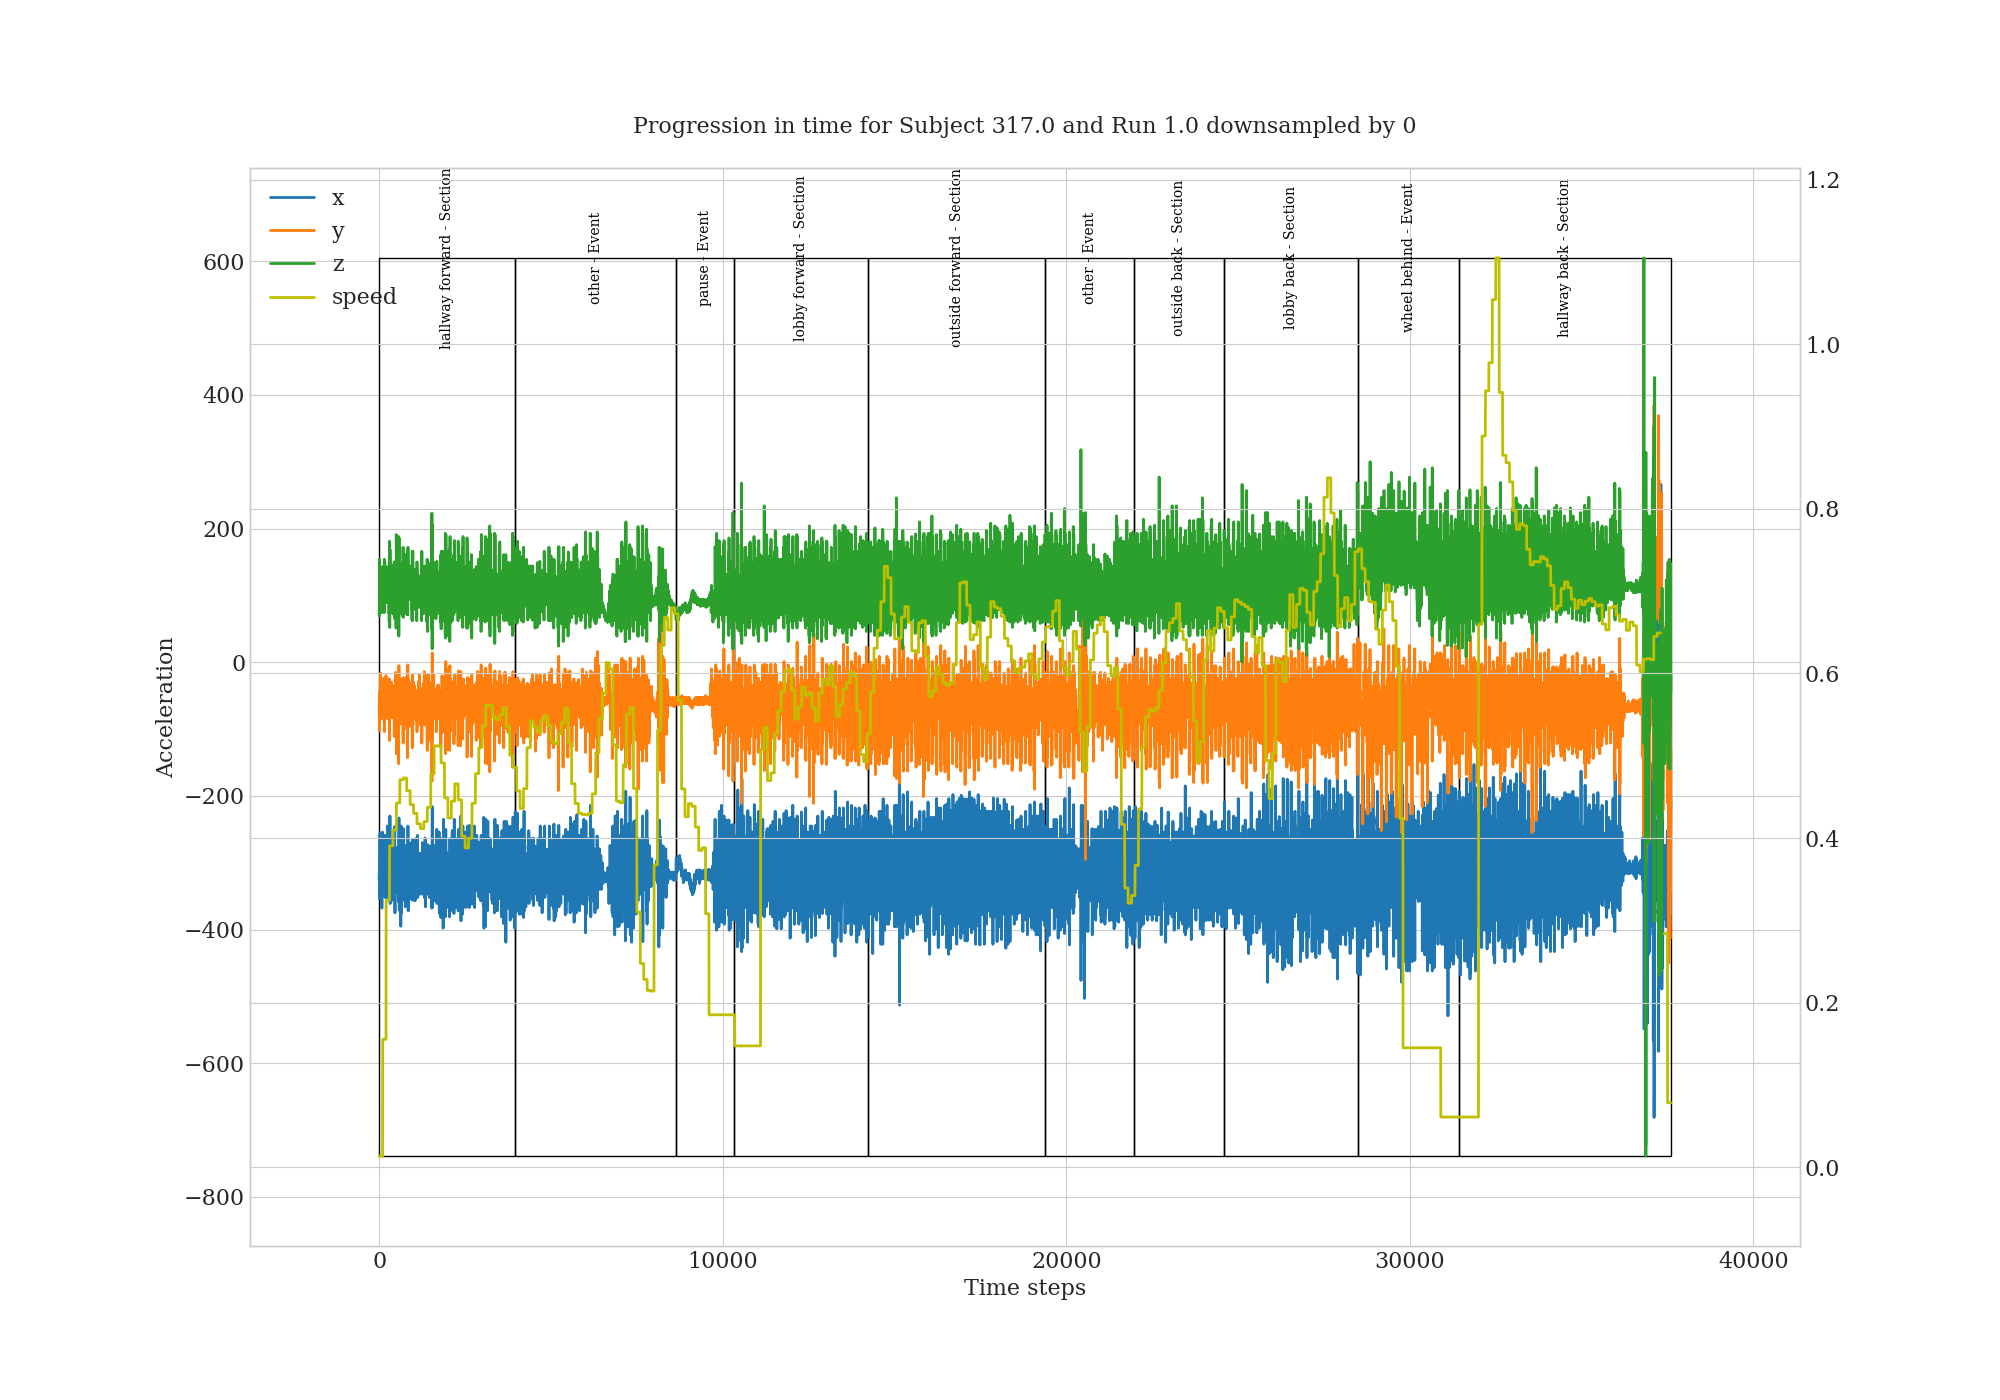 Progression in time for Subject 317.0 and Run 1.0 downsampled by 0
x
y
z
speed
hallway forward - Section
other - Event
pause - Event
lobby forward - Section
outside forward - Section
other - Event
outside back - Section
lobby back - Section
wheel behind - Event
hallway back - Section
Acceleration
600
400
200
0
−200
−400
−600
−800
1.2
1.0
0.8
0.6
0.4
0.2
0.0
0 10000 20000 30000 40000
Time steps